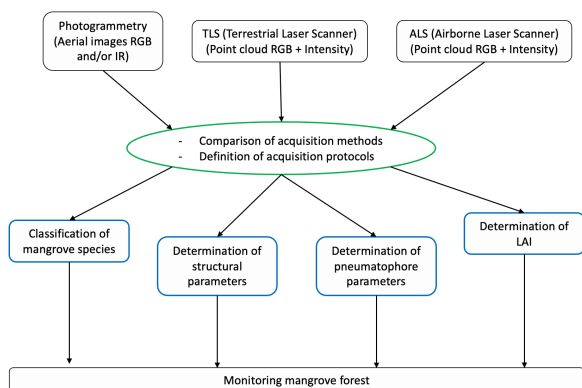 Photogrammetry
(Aerial images RGB
and/or IR)
TLS (Terrestrial Laser Scanner)
(Point cloud RGB + Intensity)
ALS (Airborne Laser Scanner)
(Point cloud RGB + Intensity)
- Comparison of acquisition methods
- Definition of acquisition protocols
Classification of
mangrove species
Determination of
structural
parameters
Determination of
pneumatophore
parameters
Determination of
LAI
Monitoring mangrove forest